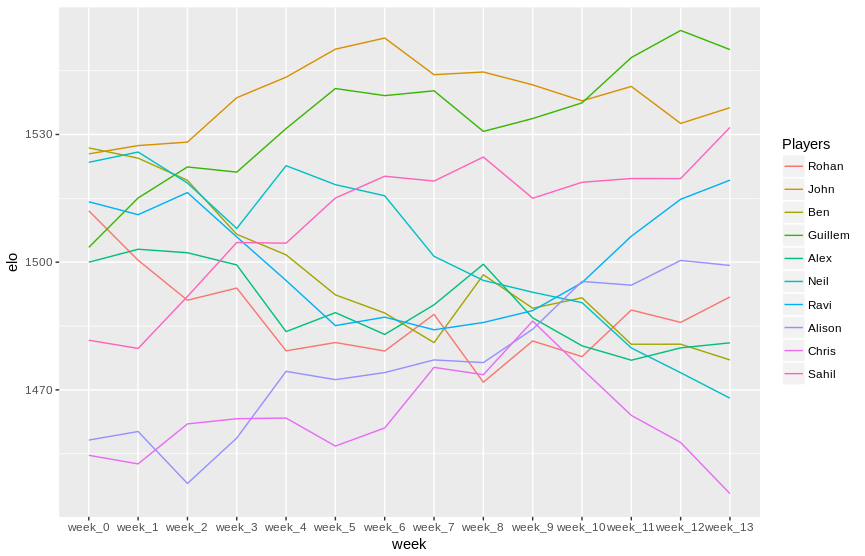 elo
1530
1500
1470
week_0 week_1 week_2 week_3 week_4 week_5 week_6 week_7 week_8 week_9 week_10 week_11 week_12 week_13
week
Players
Rohan
John
Ben
Guillem
Alex
Neil
Ravi
Alison
Chris
Sahil